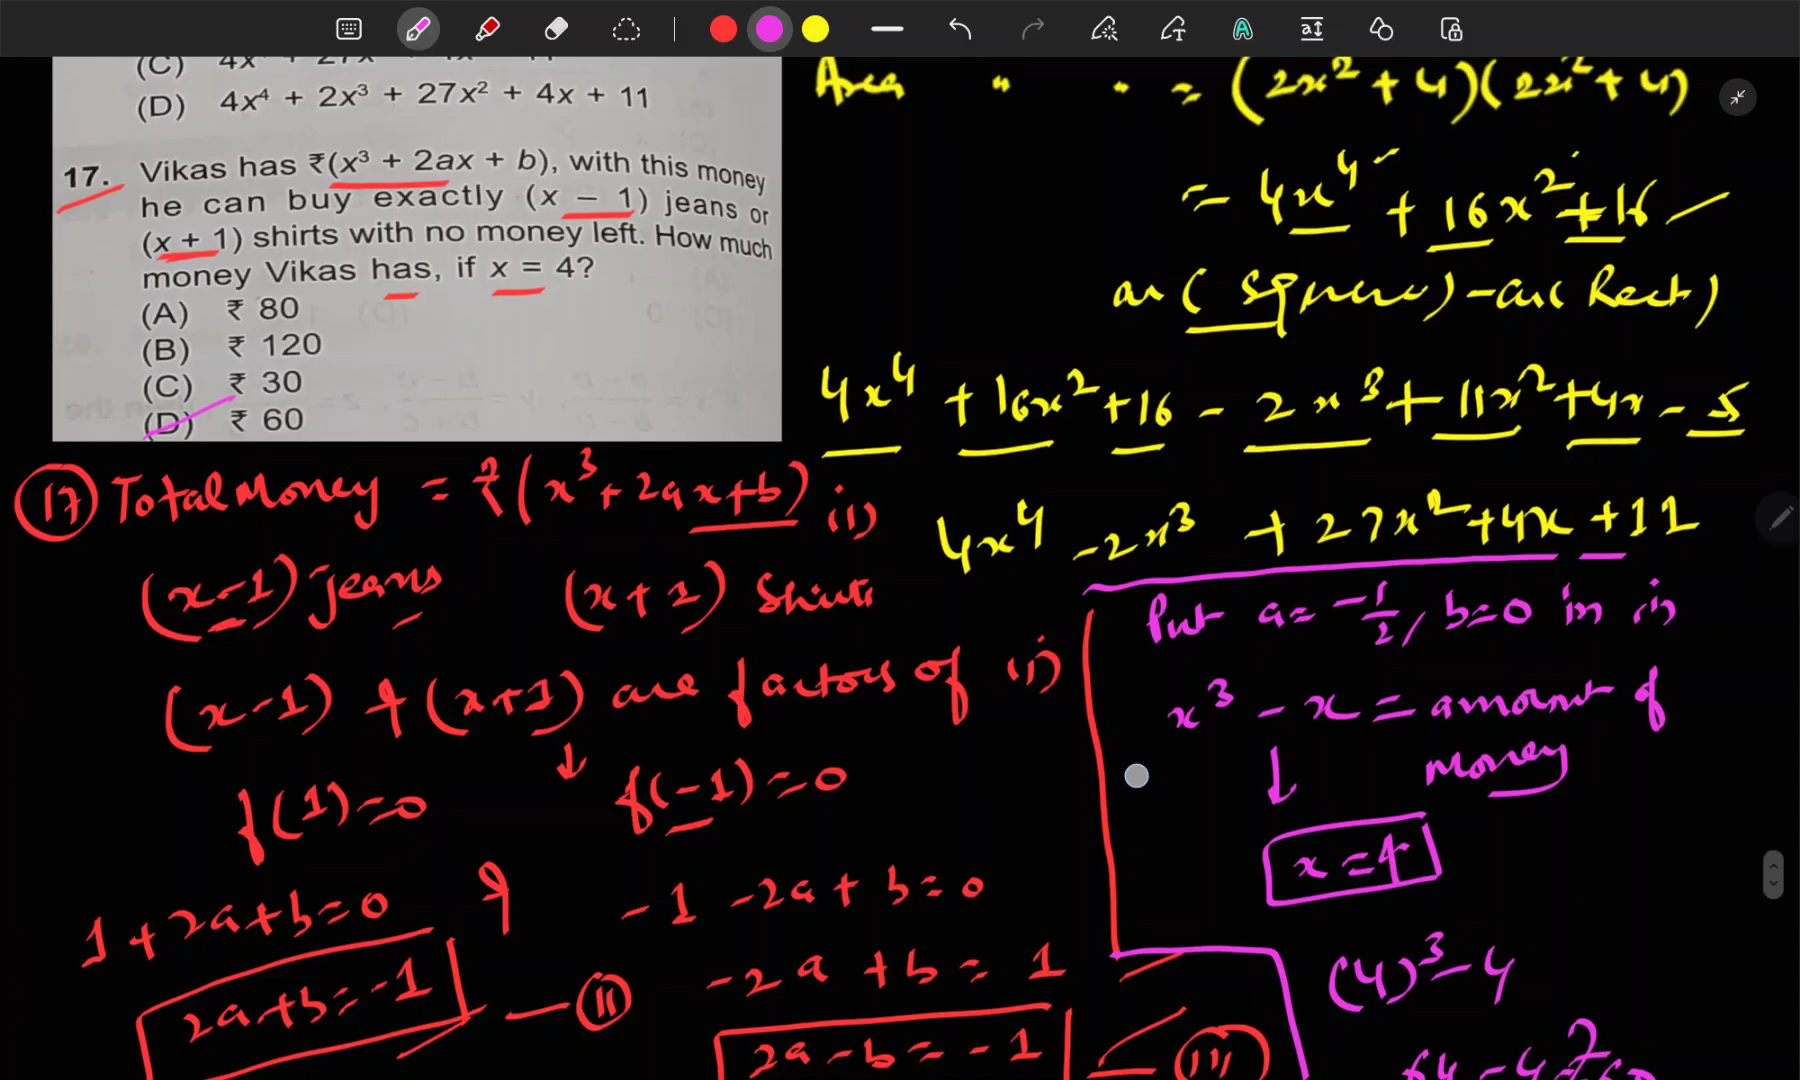 (D) 4x⁴ + 2x³ + 27x² + 4x + 11
17. Vikas has ₹(x³ + 2ax + b), with this money
he can buy exactly (x − 1) jeans or
(x + 1) shirts with no money left. How much
money Vikas has, if x = 4?
(A) ₹ 80
(B) ₹ 120
(C) ₹ 30
(D) ₹ 60
Area " " = (2x² + 4)(2x² + 4)
= 4x⁴ + 16x² + 16
ar (square) - ar( Rect)
4x⁴ + 16x² + 16 - 2x³ + 11x² + 4x - 5
4x⁴ - 2x³ + 27x² + 4x + 11
17 Total Money = ₹(x³ + 2ax + b) (i)
(x-1) jeans (x+1) Shirts
(x-1) & (x+1) are factors of (i)
f(1)=0 f(-1)=0
1 + 2a + b = 0 & -1 - 2a + b = 0
2a + b = -1 — (ii) -2a + b = 1
2a - b = -1 (iii)
Put a = -1/2, b=0 in (i)
x³ - x = amount of
money
x = 4
(4)³ - 4
64 - 4